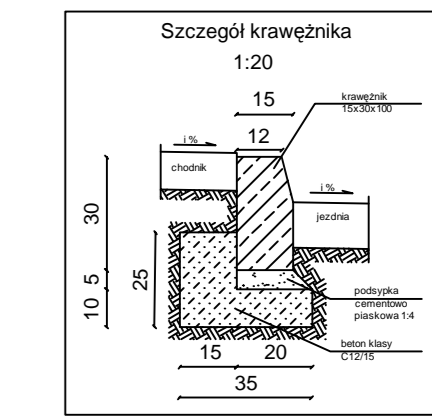 Szczegół krawężnika
1:20
15
krawężnik
15x30x100
12
i %
chodnik
i %
jezdnia
30
5
10
25
podsypka
cementowo
piaskowa 1:4
beton klasy
C12/15
15
20
35